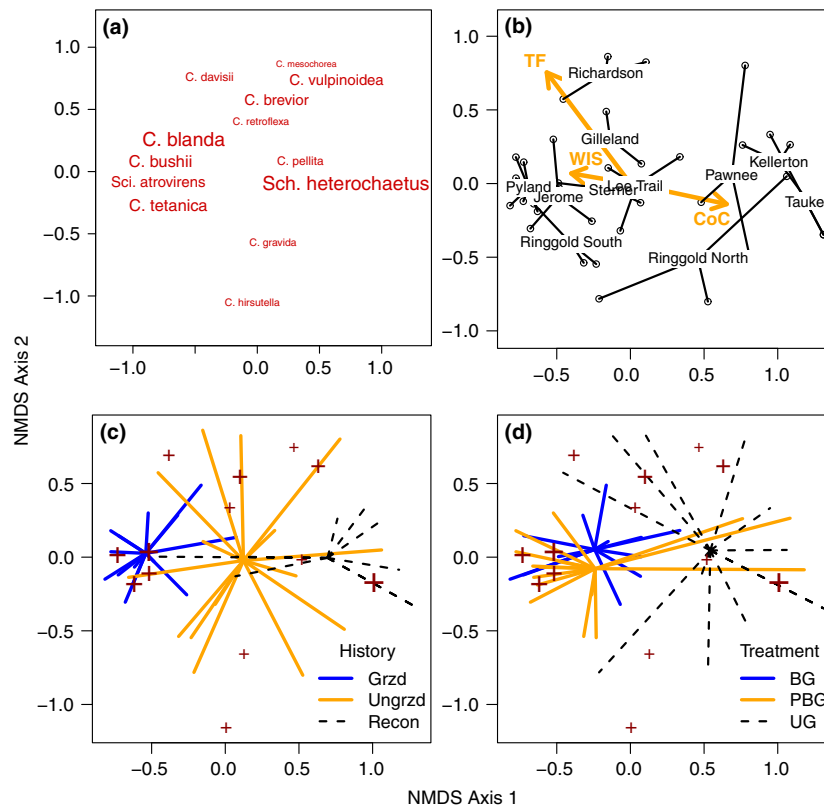 (a)
C. mesochorea
C. davisii
C. vulpinoidea
C. brevior
C. retroflexa
C. blanda
C. bushii
C. pellita
Sci. atrovirens
Sch. heterochaetus
C. tetanica
C. gravida
C. hirsutella
1.0
0.5
0.0
−0.5
−1.0
−1.0
0.0
0.5
1.0
(b)
TF
Richardson
Gilleland
WIS
Kellerton
Pawnee
Pyland
Sterner
Lee Trail
Jerome
Tauke
CoC
Ringgold South
Ringgold North
1.0
0.5
0.0
−0.5
−1.0
−0.5
0.0
0.5
1.0
NMDS Axis 2
(c)
0.5
0.0
−0.5
−1.0
History
Grzd
Ungrzd
Recon
−0.5
0.0
0.5
1.0
(d)
0.5
0.0
−0.5
−1.0
Treatment
BG
PBG
UG
−0.5
0.0
0.5
1.0
NMDS Axis 1